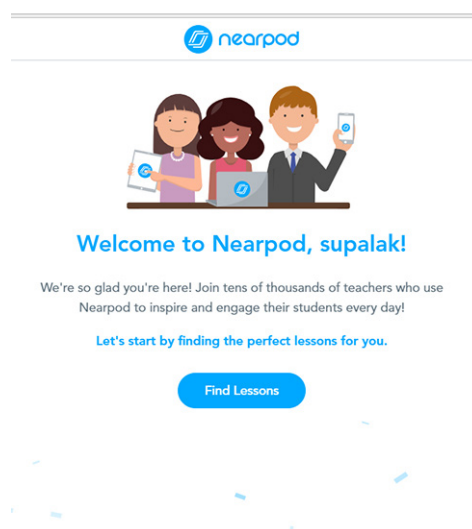 nearpod
Welcome to Nearpod, supalak!
We're so glad you're here! Join tens of thousands of teachers who use
Nearpod to inspire and engage their students every day!
Let's start by finding the perfect lessons for you.
Find Lessons